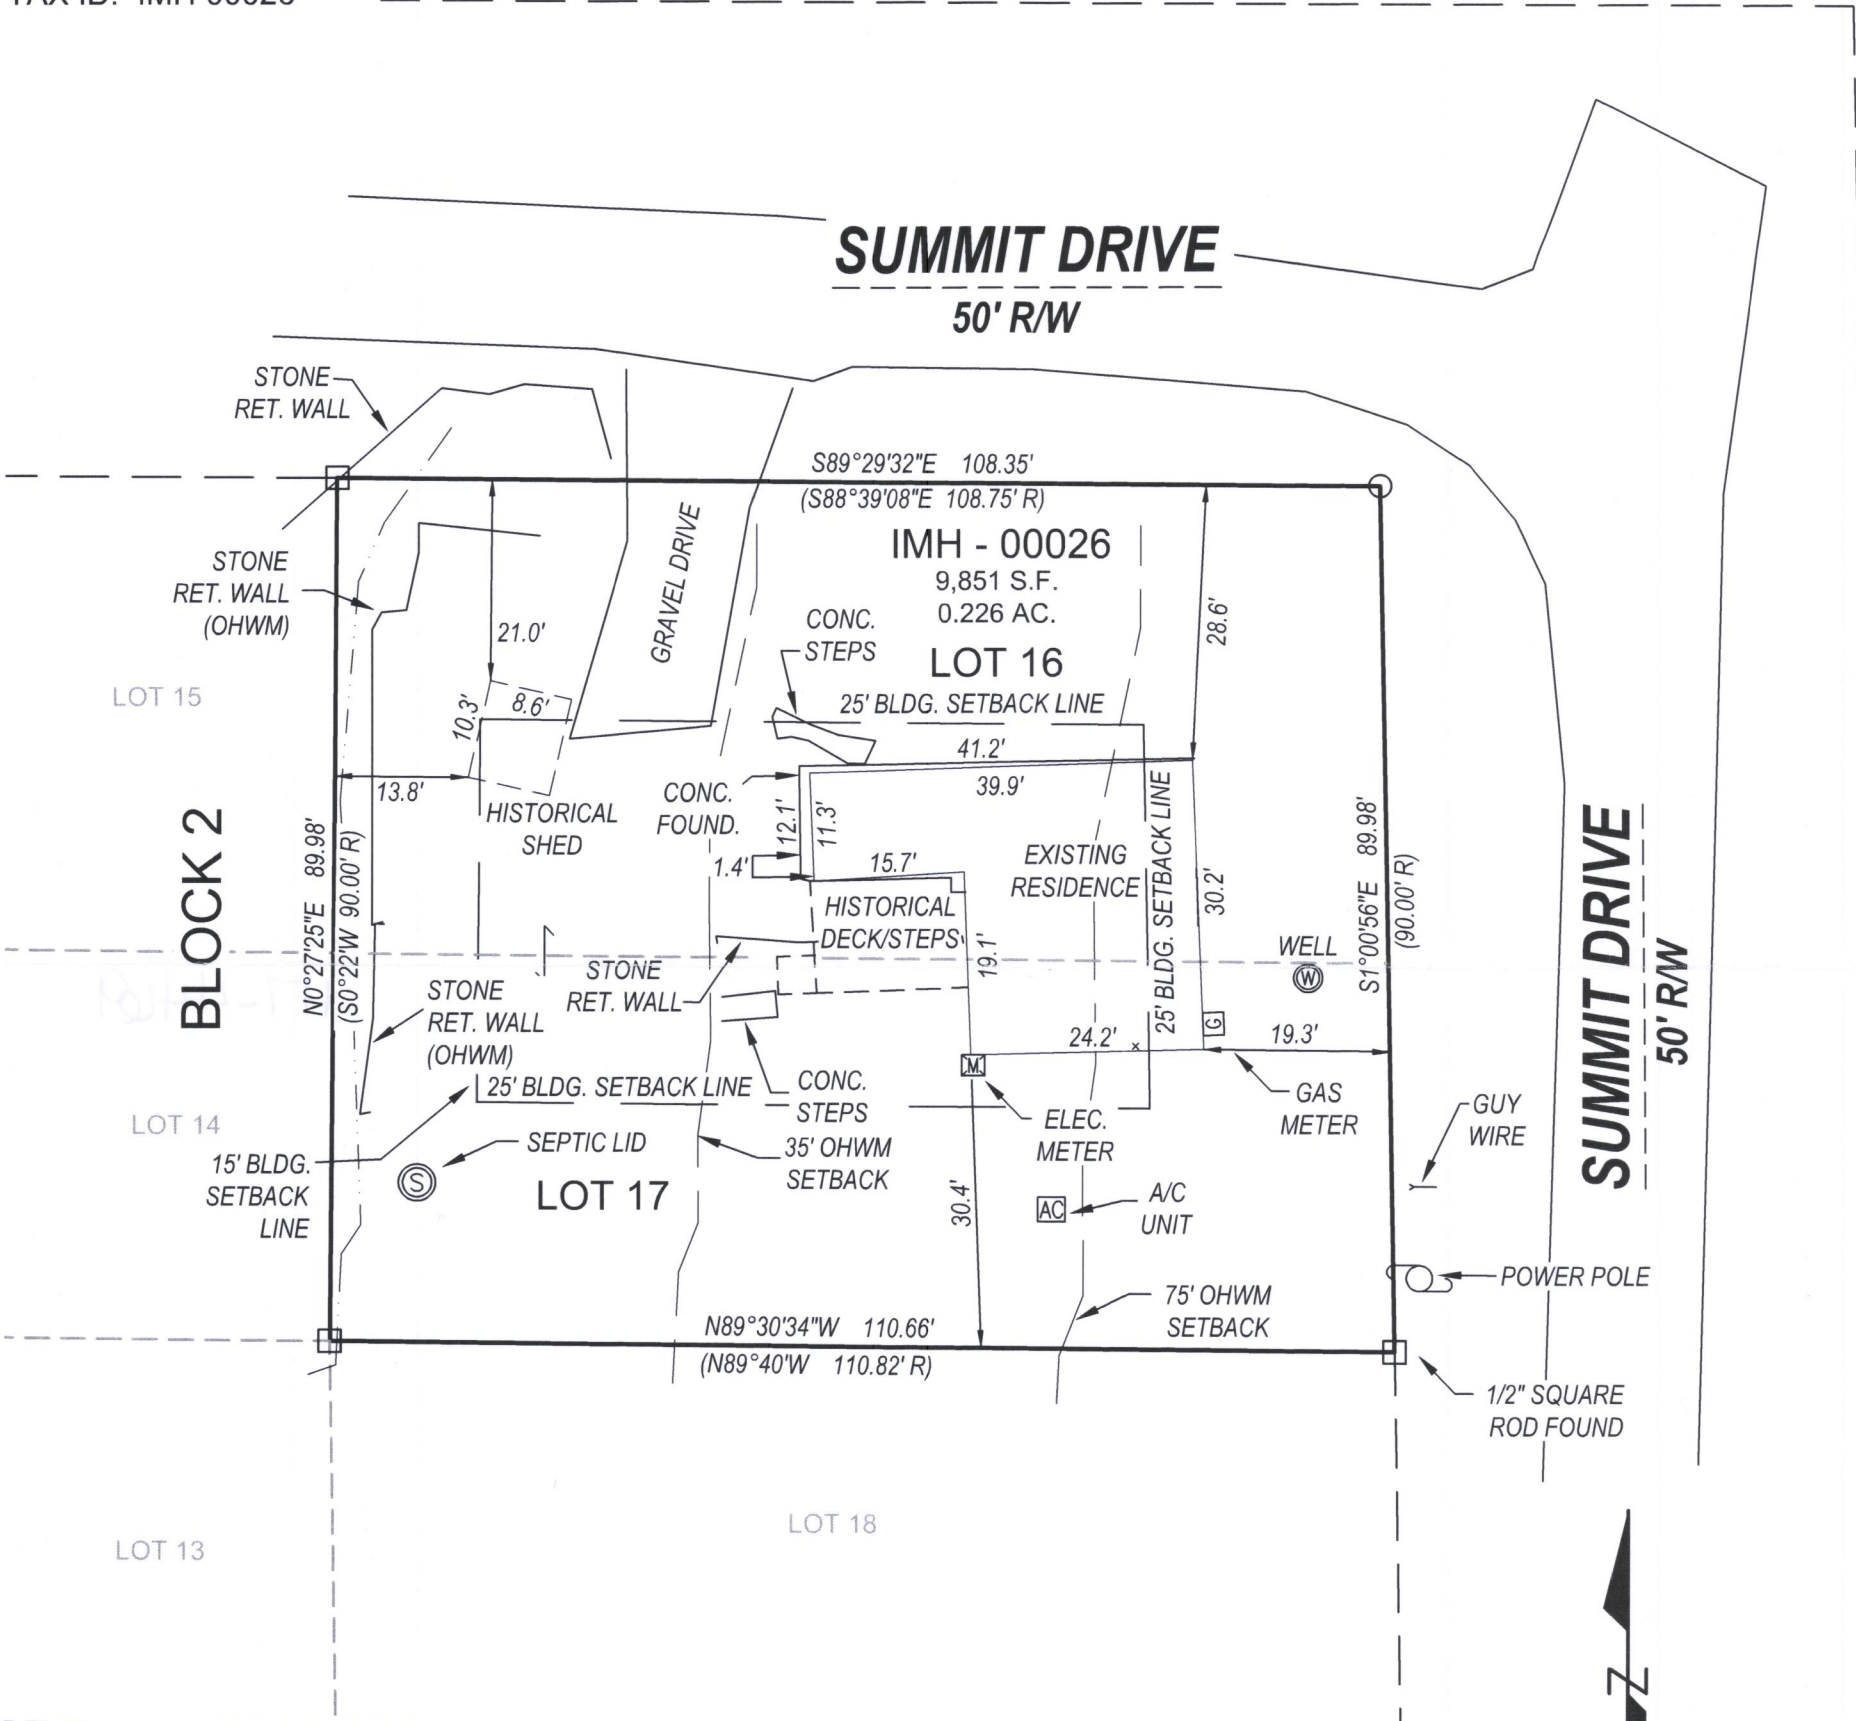 TAX ID: IMH 00026
SUMMIT DRIVE
50' R/W
STONE
RET. WALL
S89°29'32"E 108.35'
(S88°39'08"E 108.75' R)
IMH - 00026
9,851 S.F.
0.226 AC.
LOT 16
25' BLDG. SETBACK LINE
STONE
RET. WALL
(OHWM)
21.0'
GRAVEL DRIVE
CONC.
STEPS
28.6'
LOT 15
10.3'
8.6'
41.2'
39.9'
13.8'
HISTORICAL
SHED
CONC.
FOUND.
12.1'
11.3'
1.4'
15.7'
EXISTING
RESIDENCE
25' BLDG. SETBACK LINE
30.2'
BLOCK 2
N0°27'25"E 89.98'
(S0°22'W 90.00' R)
S1°00'56"E 89.98'
(90.00' R)
SUMMIT DRIVE
50' R/W
HISTORICAL
DECK/STEPS
19.1'
WELL
W
STONE
RET. WALL
STONE
RET. WALL
(OHWM)
G
24.2'
x
19.3'
M
25' BLDG. SETBACK LINE
CONC.
STEPS
ELEC.
METER
GAS
METER
GUY
WIRE
LOT 14
15' BLDG.
SETBACK
LINE
SEPTIC LID
S
LOT 17
35' OHWM
SETBACK
30.4'
AC
A/C
UNIT
POWER POLE
75' OHWM
SETBACK
N89°30'34"W 110.66'
(N89°40'W 110.82' R)
1/2" SQUARE
ROD FOUND
LOT 13
LOT 18
N